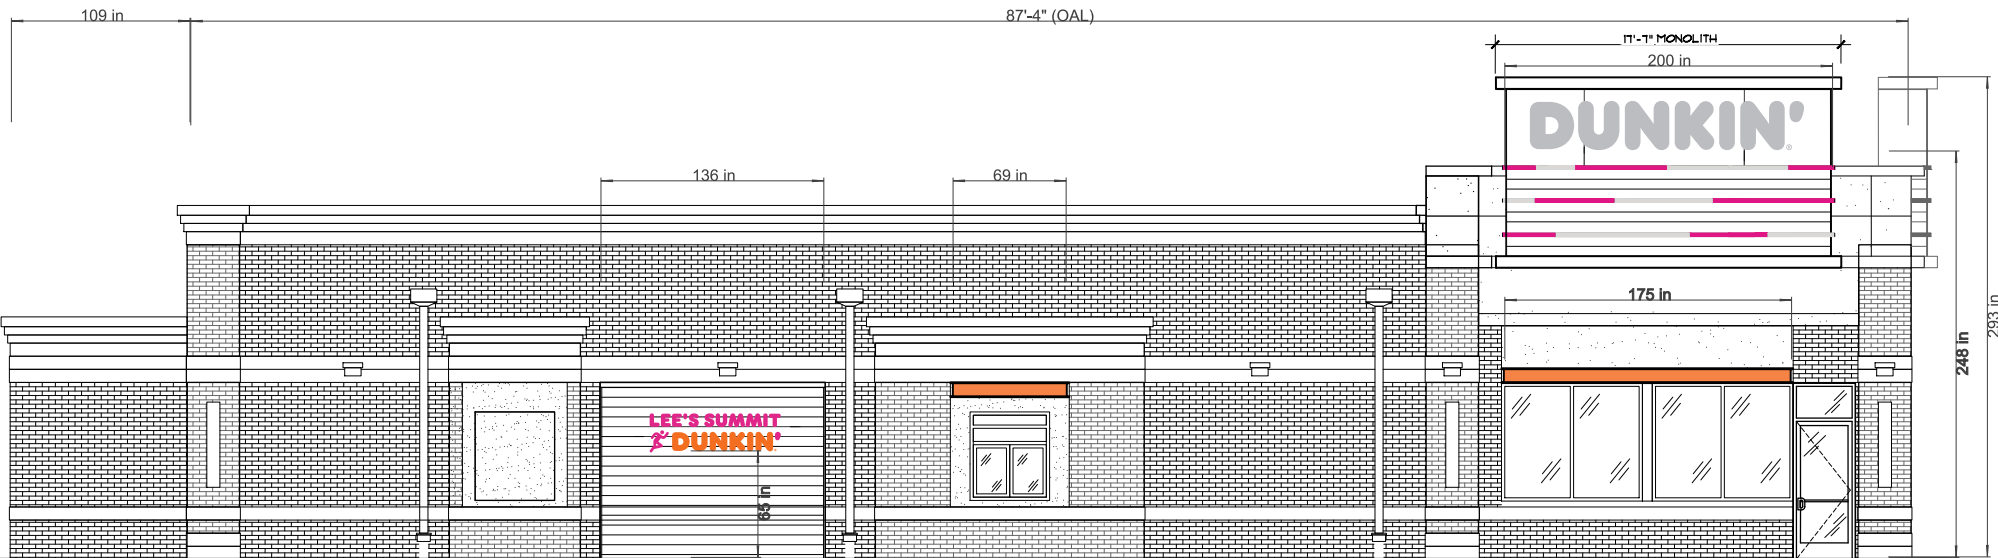 109 in
87'-4" (OAL)
17'-7" MONOLITH
200 in
DUNKIN'®
136 in
69 in
175 in
293 in
248 in
LEE'S SUMMIT
DUNKIN'
65 in